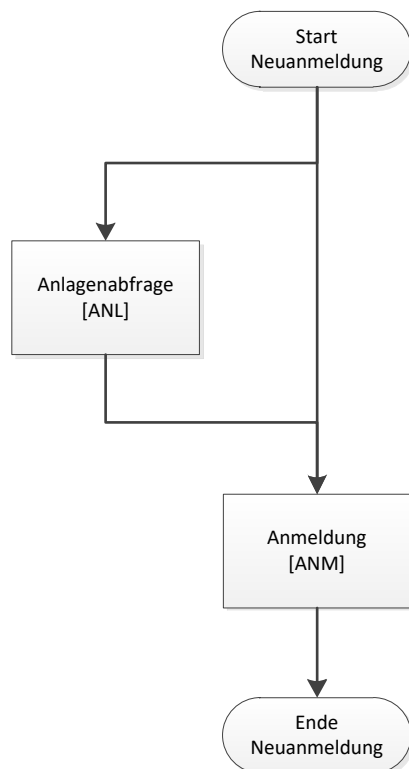 Start
Neuanmeldung
Anlagenabfrage
[ANL]
Anmeldung
[ANM]
Ende
Neuanmeldung